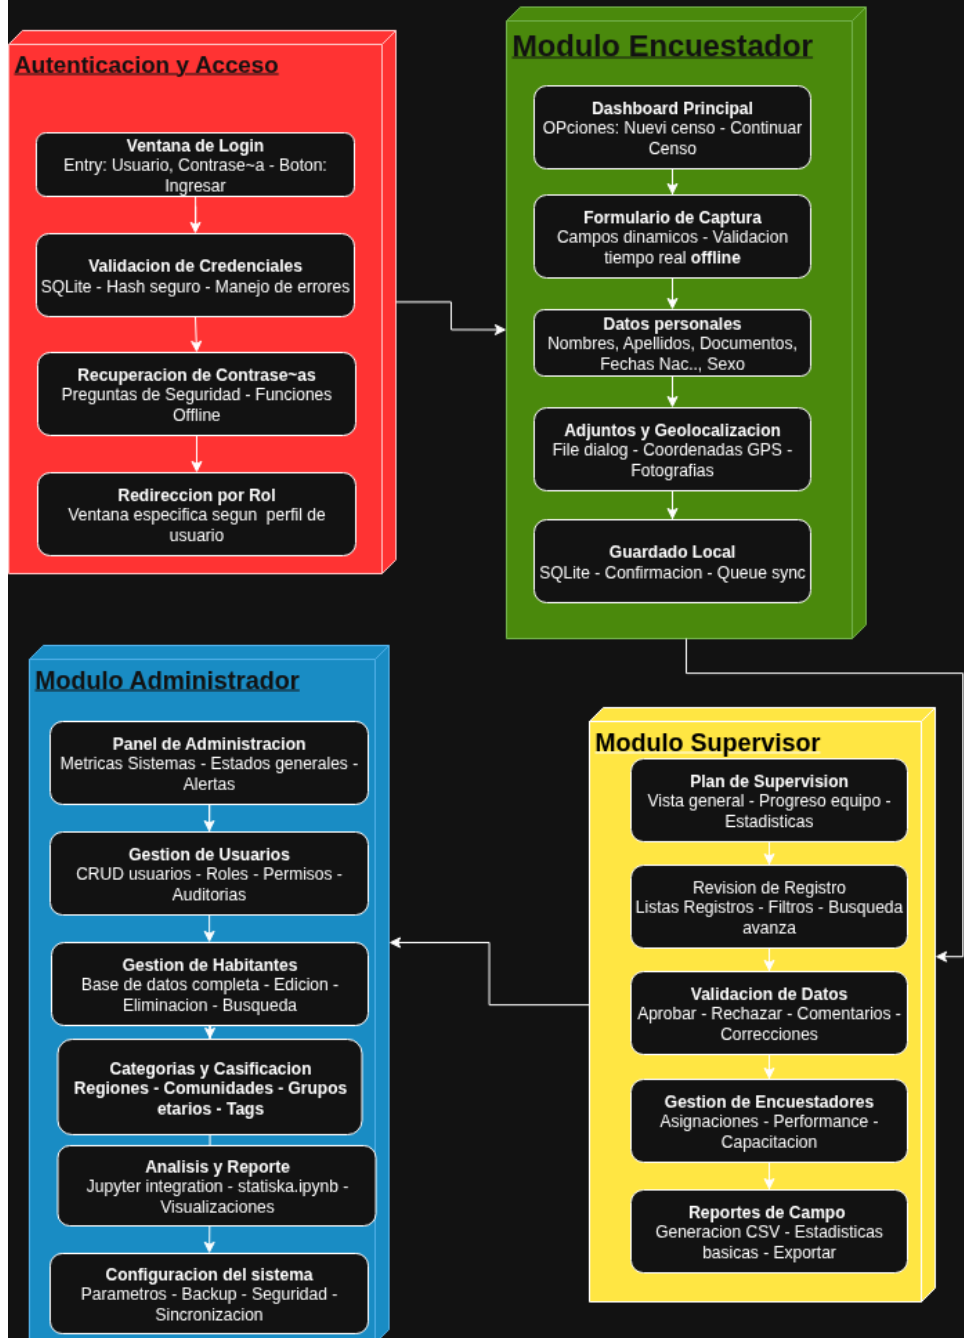 Autenticacion y Acceso
Ventana de Login
Entry: Usuario, Contrase~a - Boton:
Ingresar
Validacion de Credenciales
SQLite - Hash seguro - Manejo de errores
Recuperacion de Contrase~as
Preguntas de Seguridad - Funciones
Offline
Redireccion por Rol
Ventana especifica segun perfil de
usuario
Modulo Encuestador
Dashboard Principal
OPciones: Nuevi censo - Continuar
Censo
Formulario de Captura
Campos dinamicos - Validacion
tiempo real offline
Datos personales
Nombres, Apellidos, Documentos,
Fechas Nac.., Sexo
Adjuntos y Geolocalizacion
File dialog - Coordenadas GPS -
Fotografias
Guardado Local
SQLite - Confirmacion - Queue sync
Modulo Administrador
Panel de Administracion
Metricas Sistemas - Estados generales -
Alertas
Gestion de Usuarios
CRUD usuarios - Roles - Permisos -
Auditorias
Gestion de Habitantes
Base de datos completa - Edicion -
Eliminacion - Busqueda
Categorias y Casificacion
Regiones - Comunidades - Grupos
etarios - Tags
Analisis y Reporte
Jupyter integration - statiska.ipynb -
Visualizaciones
Configuracion del sistema
Parametros - Backup - Seguridad -
Sincronizacion
Modulo Supervisor
Plan de Supervision
Vista general - Progreso equipo -
Estadisticas
Revision de Registro
Listas Registros - Filtros - Busqueda
avanza
Validacion de Datos
Aprobar - Rechazar - Comentarios -
Correcciones
Gestion de Encuestadores
Asignaciones - Performance -
Capacitacion
Reportes de Campo
Generacion CSV - Estadisticas
basicas - Exportar